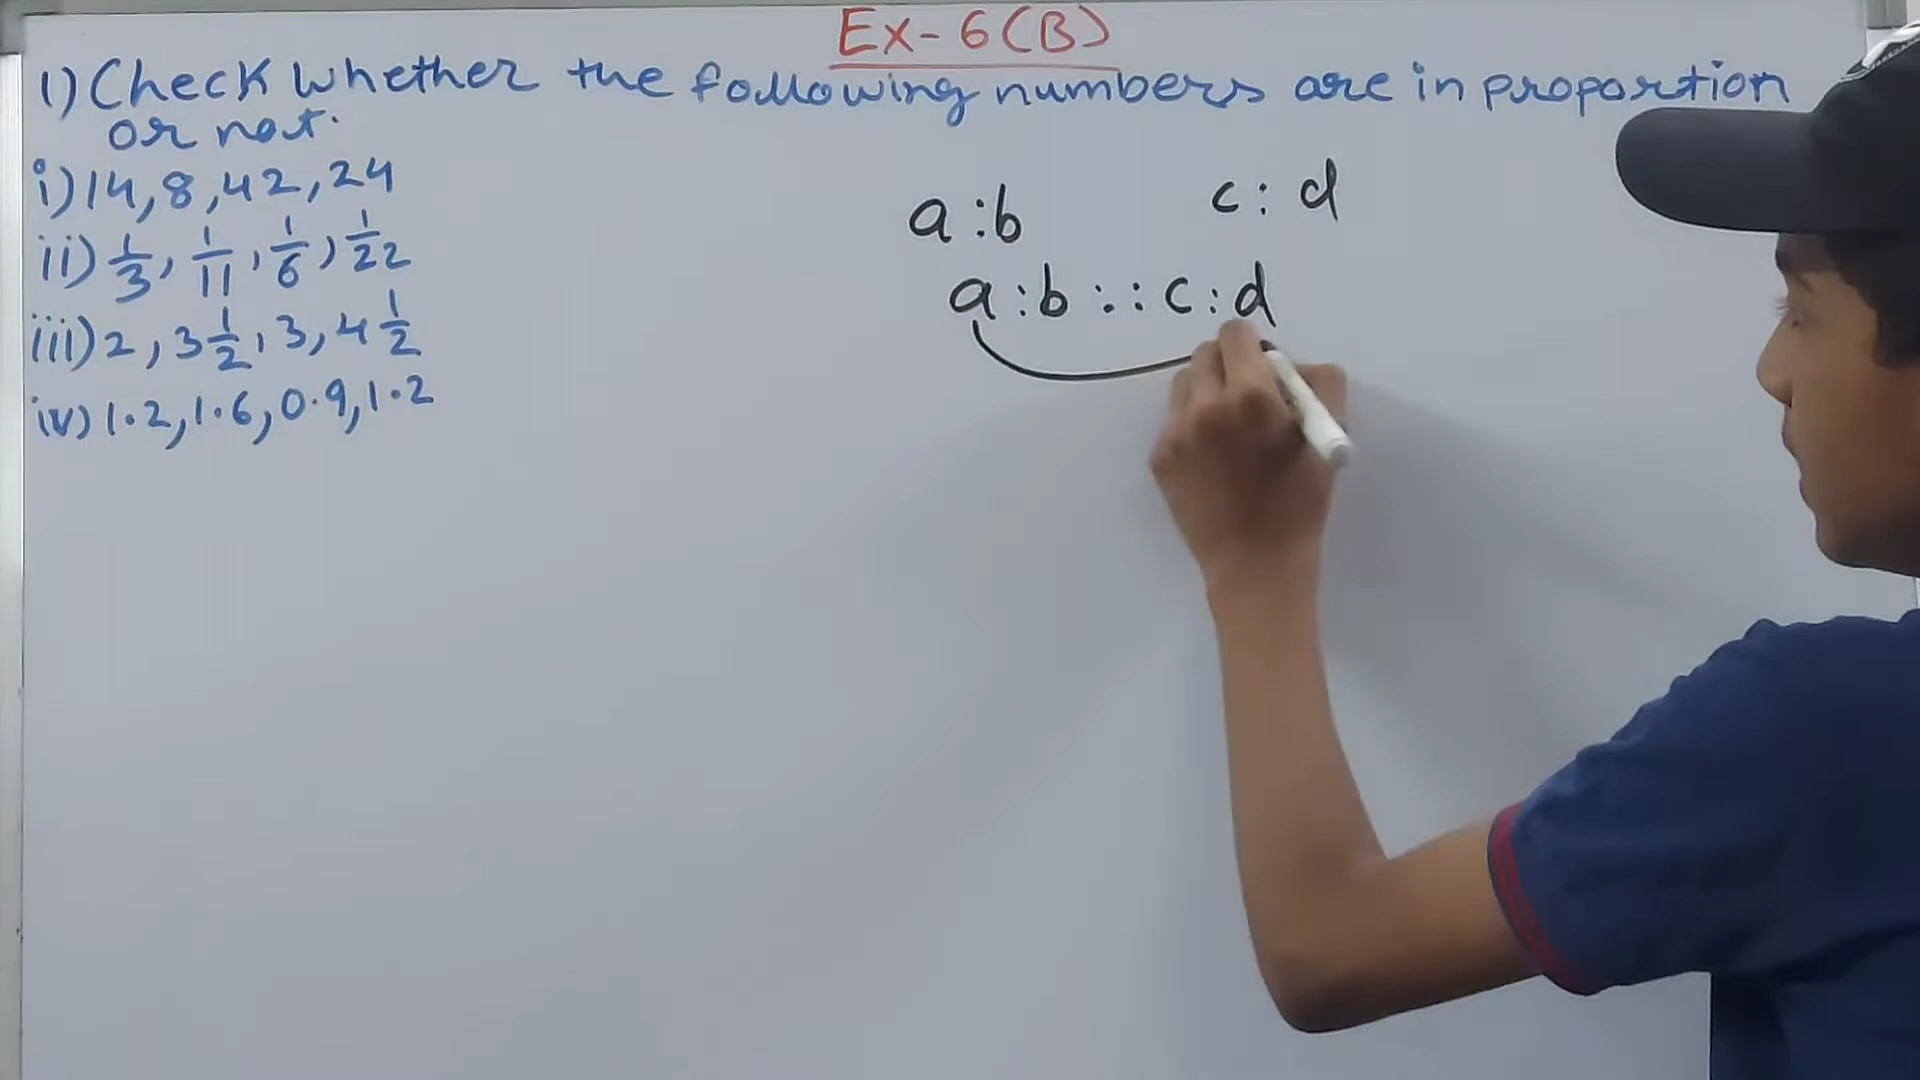 Ex-6(B)
1) Check whether the following numbers are in proportion
or not.
i) 14, 8, 42, 24
ii) 1/3, 1/11, 1/6, 1/22
iii) 2, 3 1/2, 3, 4 1/2
iv) 1.2, 1.6, 0.9, 1.2
a : b c : d
a : b :: c : d